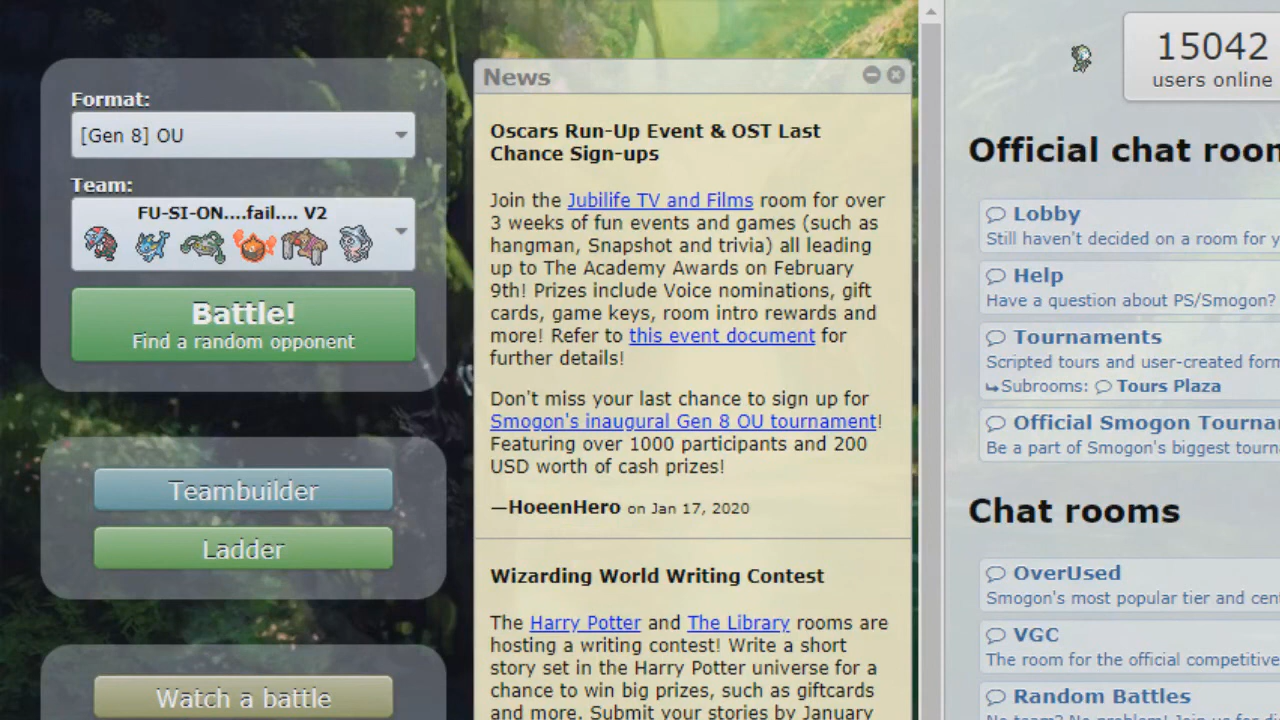 Format:
[Gen 8] OU
Team:
FU-SI-ON....fail.... V2
Battle!
Find a random opponent
Teambuilder
Ladder
Watch a battle
News
Oscars Run-Up Event & OST Last
Chance Sign-ups
Join the Jubilife TV and Films room for over
3 weeks of fun events and games (such as
hangman, Snapshot and trivia) all leading
up to The Academy Awards on February
9th! Prizes include Voice nominations, gift
cards, game keys, room intro rewards and
more! Refer to this event document for
further details!
Don't miss your last chance to sign up for
Smogon's inaugural Gen 8 OU tournament!
Featuring over 1000 participants and 200
USD worth of cash prizes!
—HoeenHero on Jan 17, 2020
Wizarding World Writing Contest
The Harry Potter and The Library rooms are
hosting a writing contest! Write a short
story set in the Harry Potter universe for a
chance to win big prizes, such as giftcards
and more. Submit your stories by January
15042
users online
Official chat room
Lobby
Still haven't decided on a room for y
Help
Have a question about PS/Smogon?
Tournaments
Scripted tours and user-created form
↳Subrooms: Tours Plaza
Official Smogon Tourna
Be a part of Smogon's biggest tourn
Chat rooms
OverUsed
Smogon's most popular tier and cen
VGC
The room for the official competitive
Random Battles